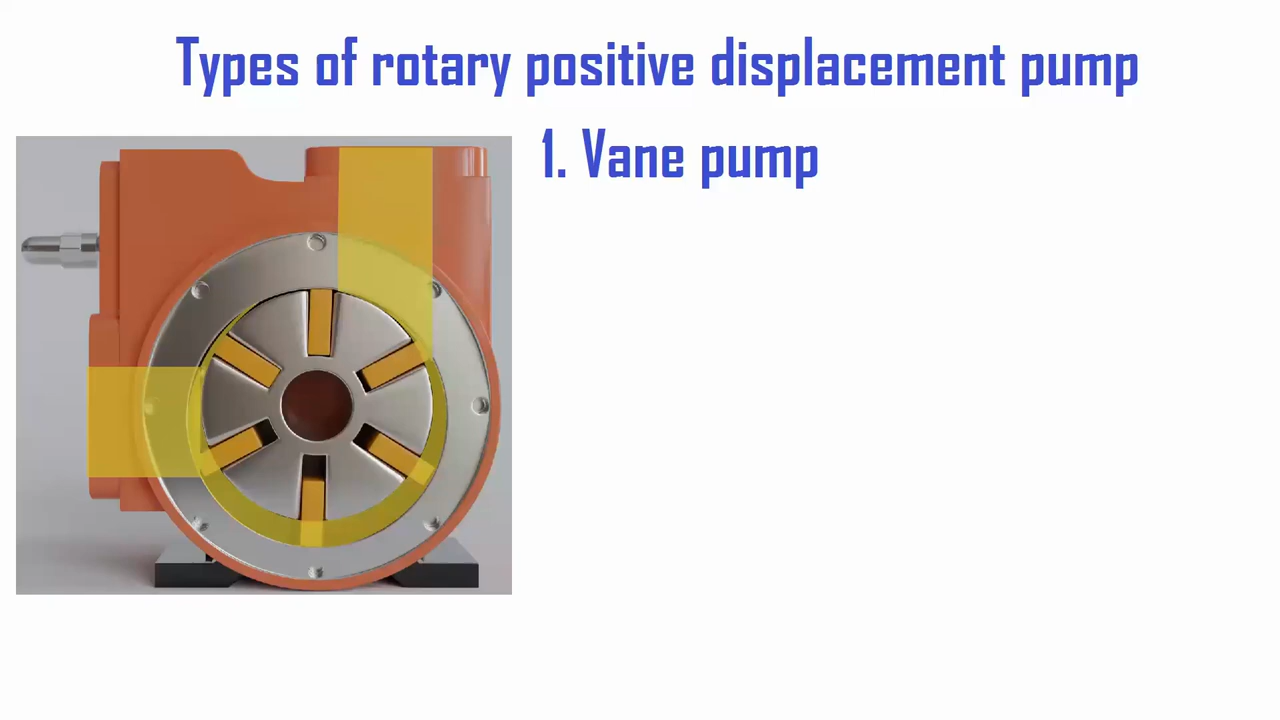 Types of rotary positive displacement pump
1. Vane pump